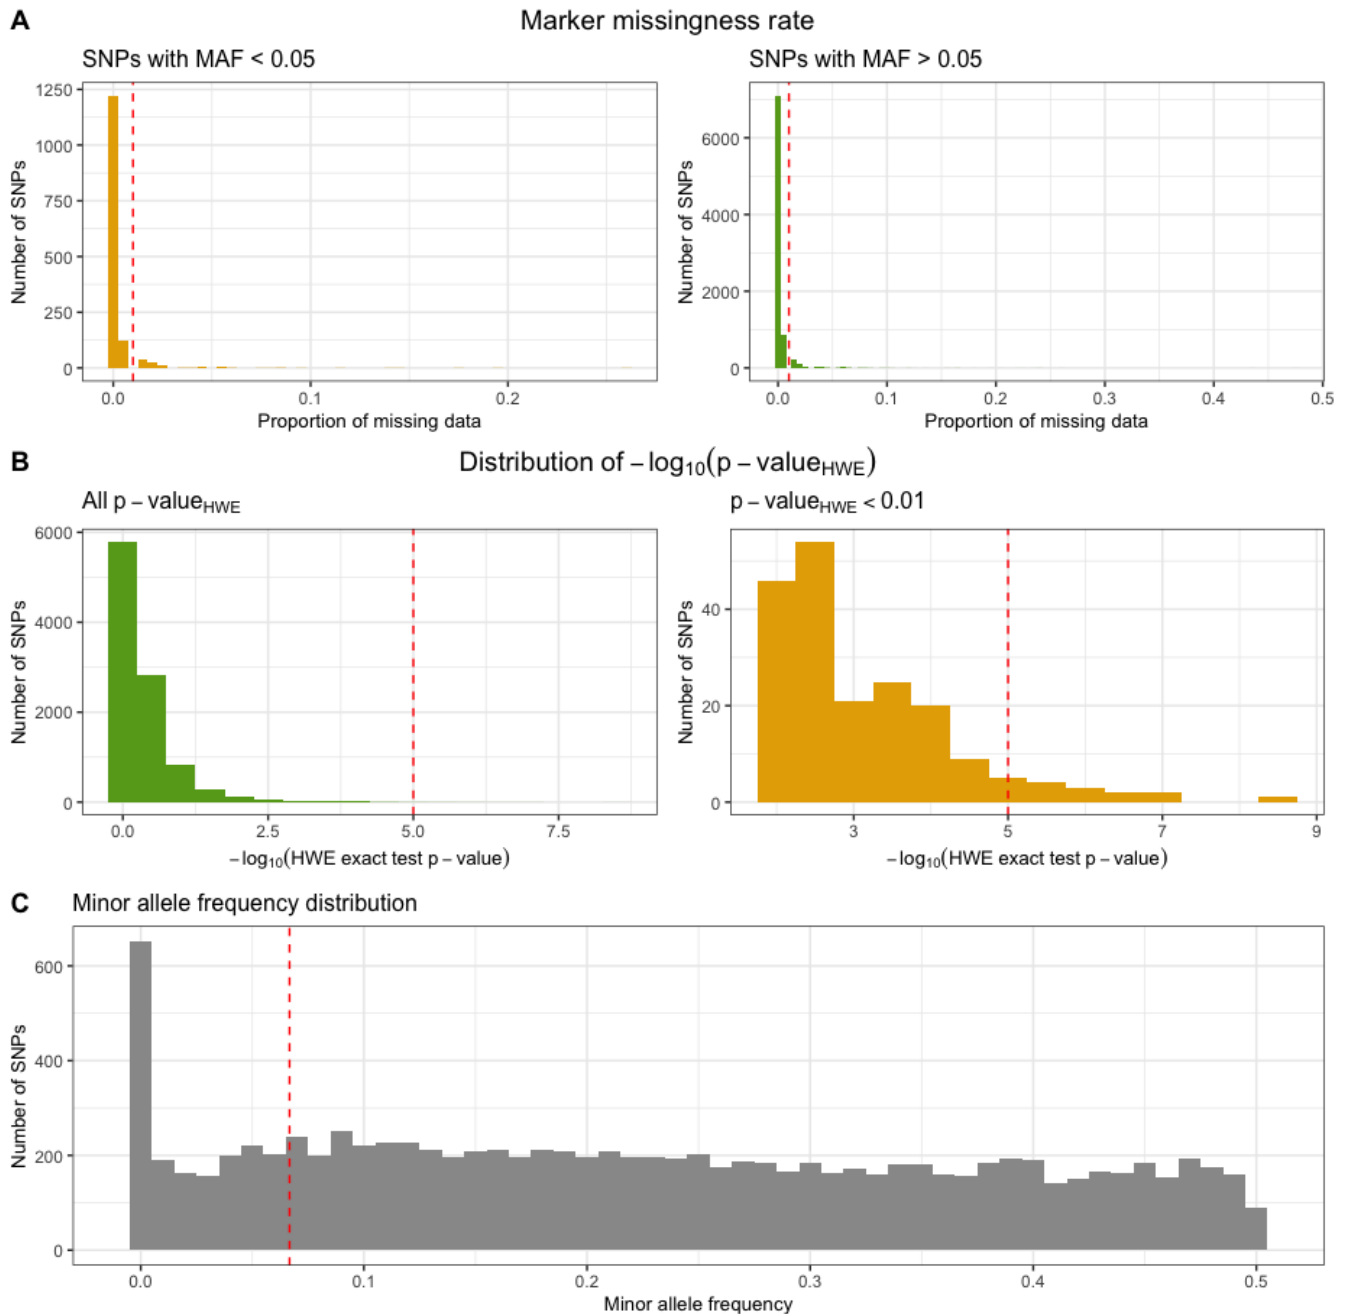 A
Marker missingness rate
SNPs with MAF < 0.05
SNPs with MAF > 0.05
Number of SNPs
1250
1000
750
500
250
0
0.0 0.1 0.2
Proportion of missing data
Number of SNPs
6000
4000
2000
0
0.0 0.1 0.2 0.3 0.4 0.5
Proportion of missing data
B
Distribution of −log₁₀(p − value_HWE)
All p − value_HWE
p − value_HWE < 0.01
Number of SNPs
6000
4000
2000
0
0.0 2.5 5.0 7.5
−log₁₀(HWE exact test p − value)
Number of SNPs
40
20
0
3 5 7 9
−log₁₀(HWE exact test p − value)
C
Minor allele frequency distribution
Number of SNPs
600
400
200
0
0.0 0.1 0.2 0.3 0.4 0.5
Minor allele frequency